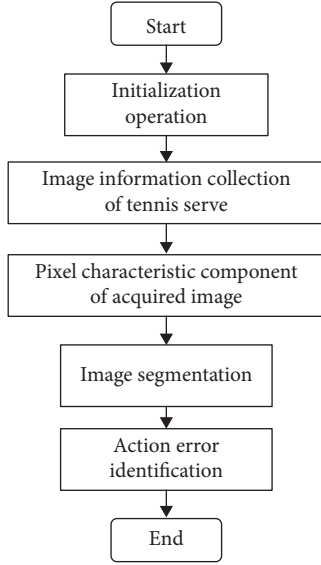 Start
Initialization
operation
Image information collection
of tennis serve
Pixel characteristic component
of acquired image
Image segmentation
Action error
identification
End